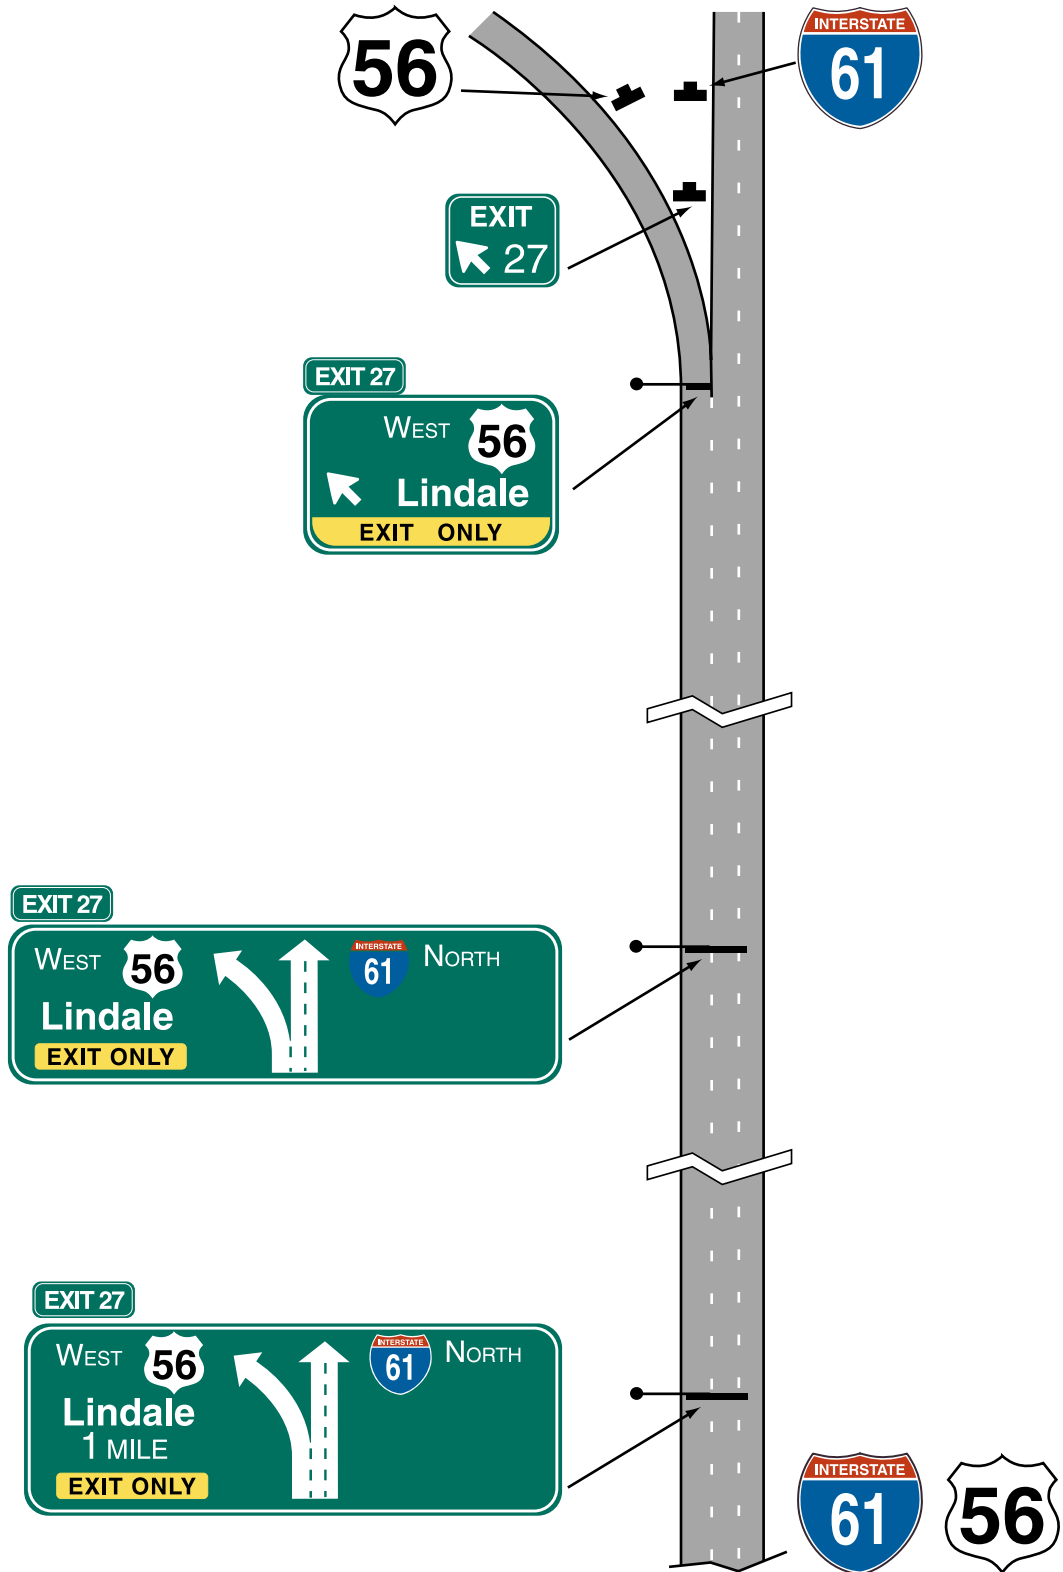 56
INTERSTATE
61
EXIT
27
EXIT 27
WEST 56
Lindale
EXIT ONLY
EXIT 27
WEST 56 INTERSTATE 61 NORTH
Lindale
EXIT ONLY
EXIT 27
WEST 56 INTERSTATE 61 NORTH
Lindale
1 MILE
EXIT ONLY
INTERSTATE
61 56